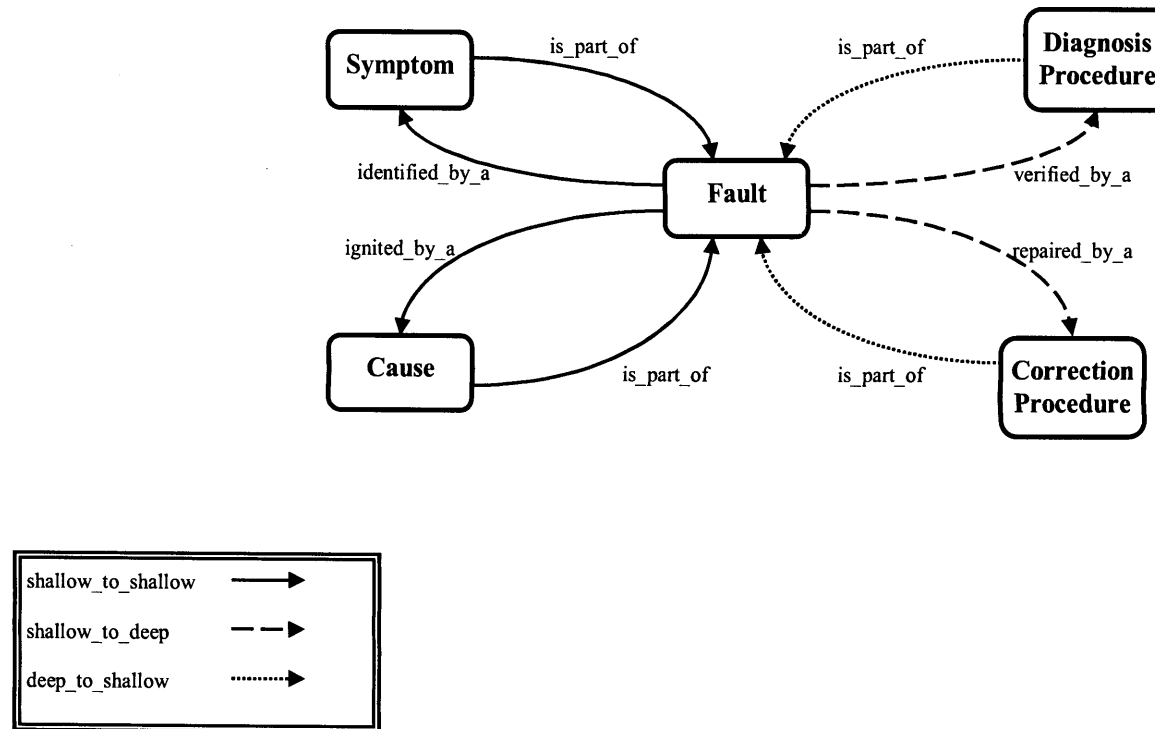 Symptom
is_part_of
is_part_of
Diagnosis
Procedure
identified_by_a
Fault
verified_by_a
ignited_by_a
repaired_by_a
Cause
is_part_of
is_part_of
Correction
Procedure
shallow_to_shallow
shallow_to_deep
deep_to_shallow